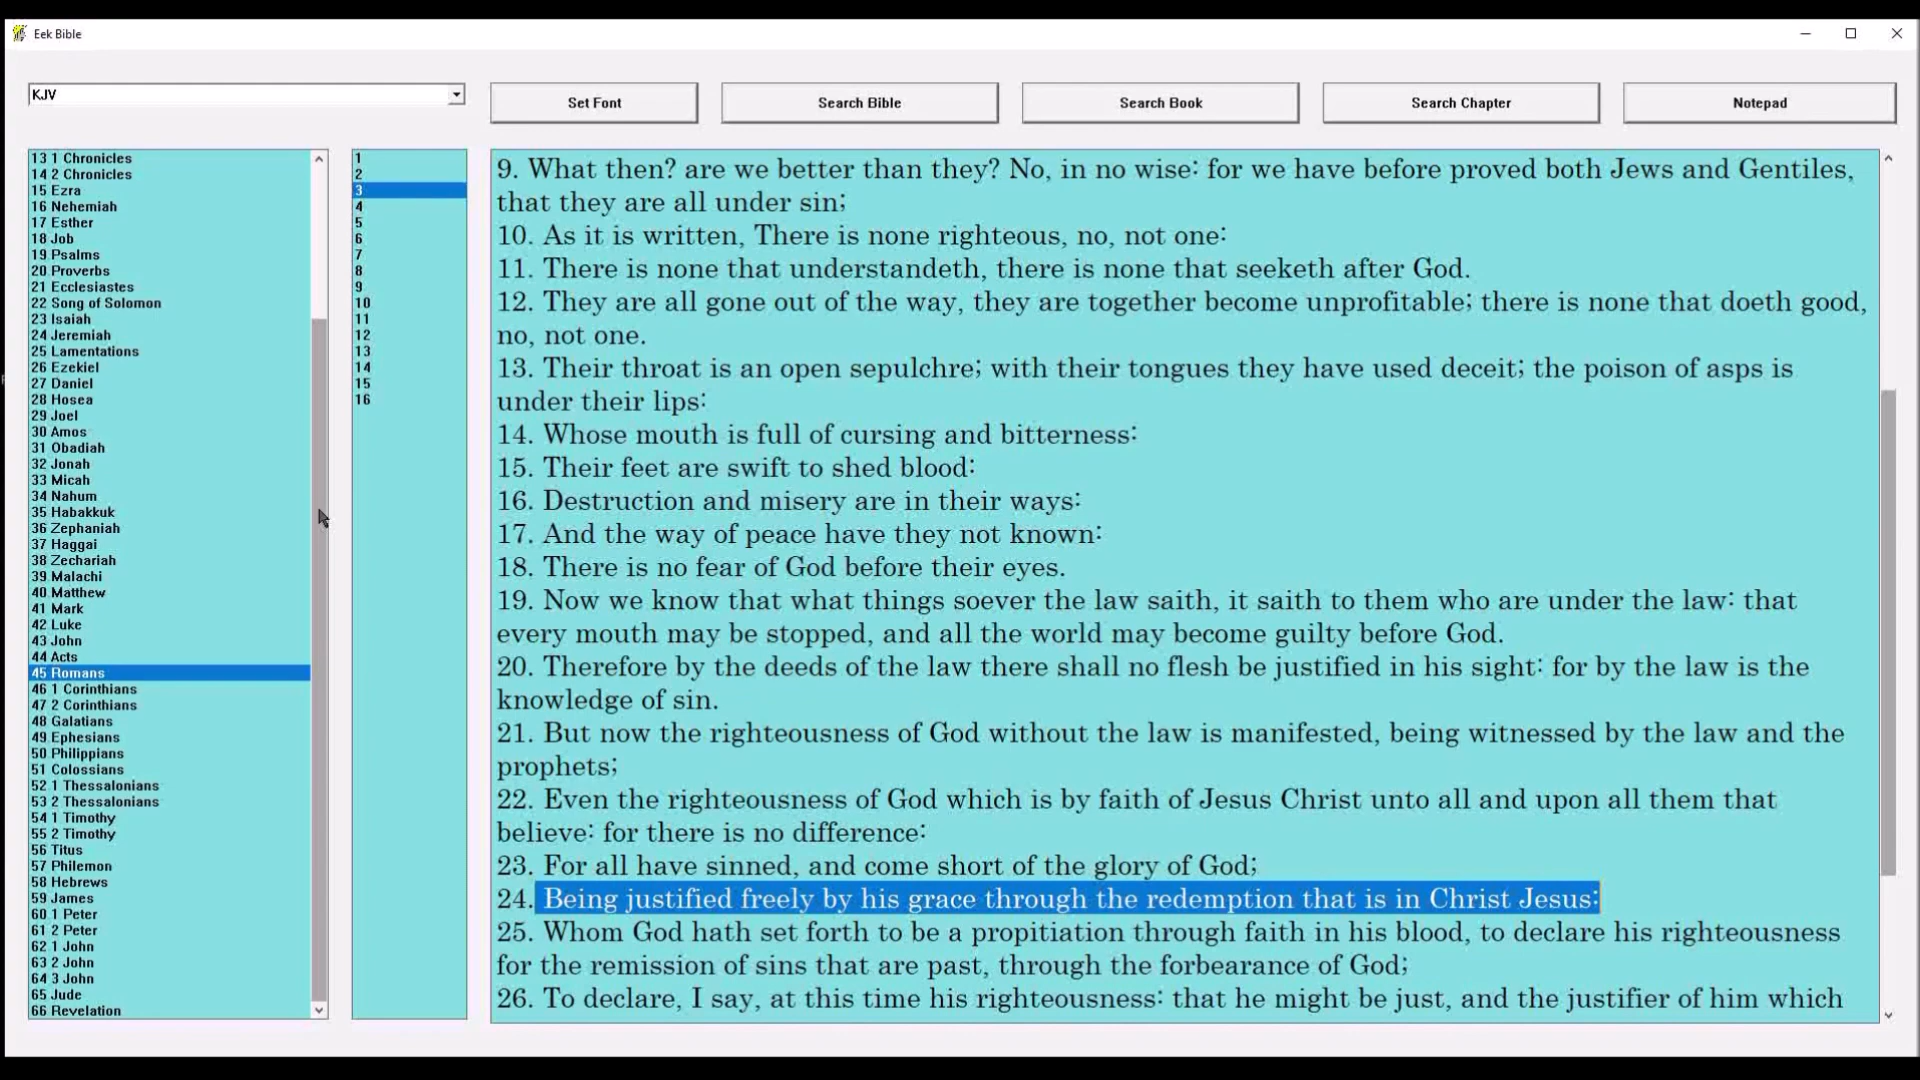 Eek Bible
KJV
Set Font
Search Bible
Search Book
Search Chapter
Notepad
13 1 Chronicles
14 2 Chronicles
15 Ezra
16 Nehemiah
17 Esther
18 Job
19 Psalms
20 Proverbs
21 Ecclesiastes
22 Song of Solomon
23 Isaiah
24 Jeremiah
25 Lamentations
26 Ezekiel
27 Daniel
28 Hosea
29 Joel
30 Amos
31 Obadiah
32 Jonah
33 Micah
34 Nahum
35 Habakkuk
36 Zephaniah
37 Haggai
38 Zechariah
39 Malachi
40 Matthew
41 Mark
42 Luke
43 John
44 Acts
45 Romans
46 1 Corinthians
47 2 Corinthians
48 Galatians
49 Ephesians
50 Philippians
51 Colossians
52 1 Thessalonians
53 2 Thessalonians
54 1 Timothy
55 2 Timothy
56 Titus
57 Philemon
58 Hebrews
59 James
60 1 Peter
61 2 Peter
62 1 John
63 2 John
64 3 John
65 Jude
66 Revelation
1
2
3
4
5
6
7
8
9
10
11
12
13
14
15
16
9. What then? are we better than they? No, in no wise: for we have before proved both Jews and Gentiles,
that they are all under sin;
10. As it is written, There is none righteous, no, not one:
11. There is none that understandeth, there is none that seeketh after God.
12. They are all gone out of the way, they are together become unprofitable; there is none that doeth good,
no, not one.
13. Their throat is an open sepulchre; with their tongues they have used deceit; the poison of asps is
under their lips:
14. Whose mouth is full of cursing and bitterness:
15. Their feet are swift to shed blood:
16. Destruction and misery are in their ways:
17. And the way of peace have they not known:
18. There is no fear of God before their eyes.
19. Now we know that what things soever the law saith, it saith to them who are under the law: that
every mouth may be stopped, and all the world may become guilty before God.
20. Therefore by the deeds of the law there shall no flesh be justified in his sight: for by the law is the
knowledge of sin.
21. But now the righteousness of God without the law is manifested, being witnessed by the law and the
prophets;
22. Even the righteousness of God which is by faith of Jesus Christ unto all and upon all them that
believe: for there is no difference:
23. For all have sinned, and come short of the glory of God;
24. Being justified freely by his grace through the redemption that is in Christ Jesus:
25. Whom God hath set forth to be a propitiation through faith in his blood, to declare his righteousness
for the remission of sins that are past, through the forbearance of God;
26. To declare, I say, at this time his righteousness: that he might be just, and the justifier of him which